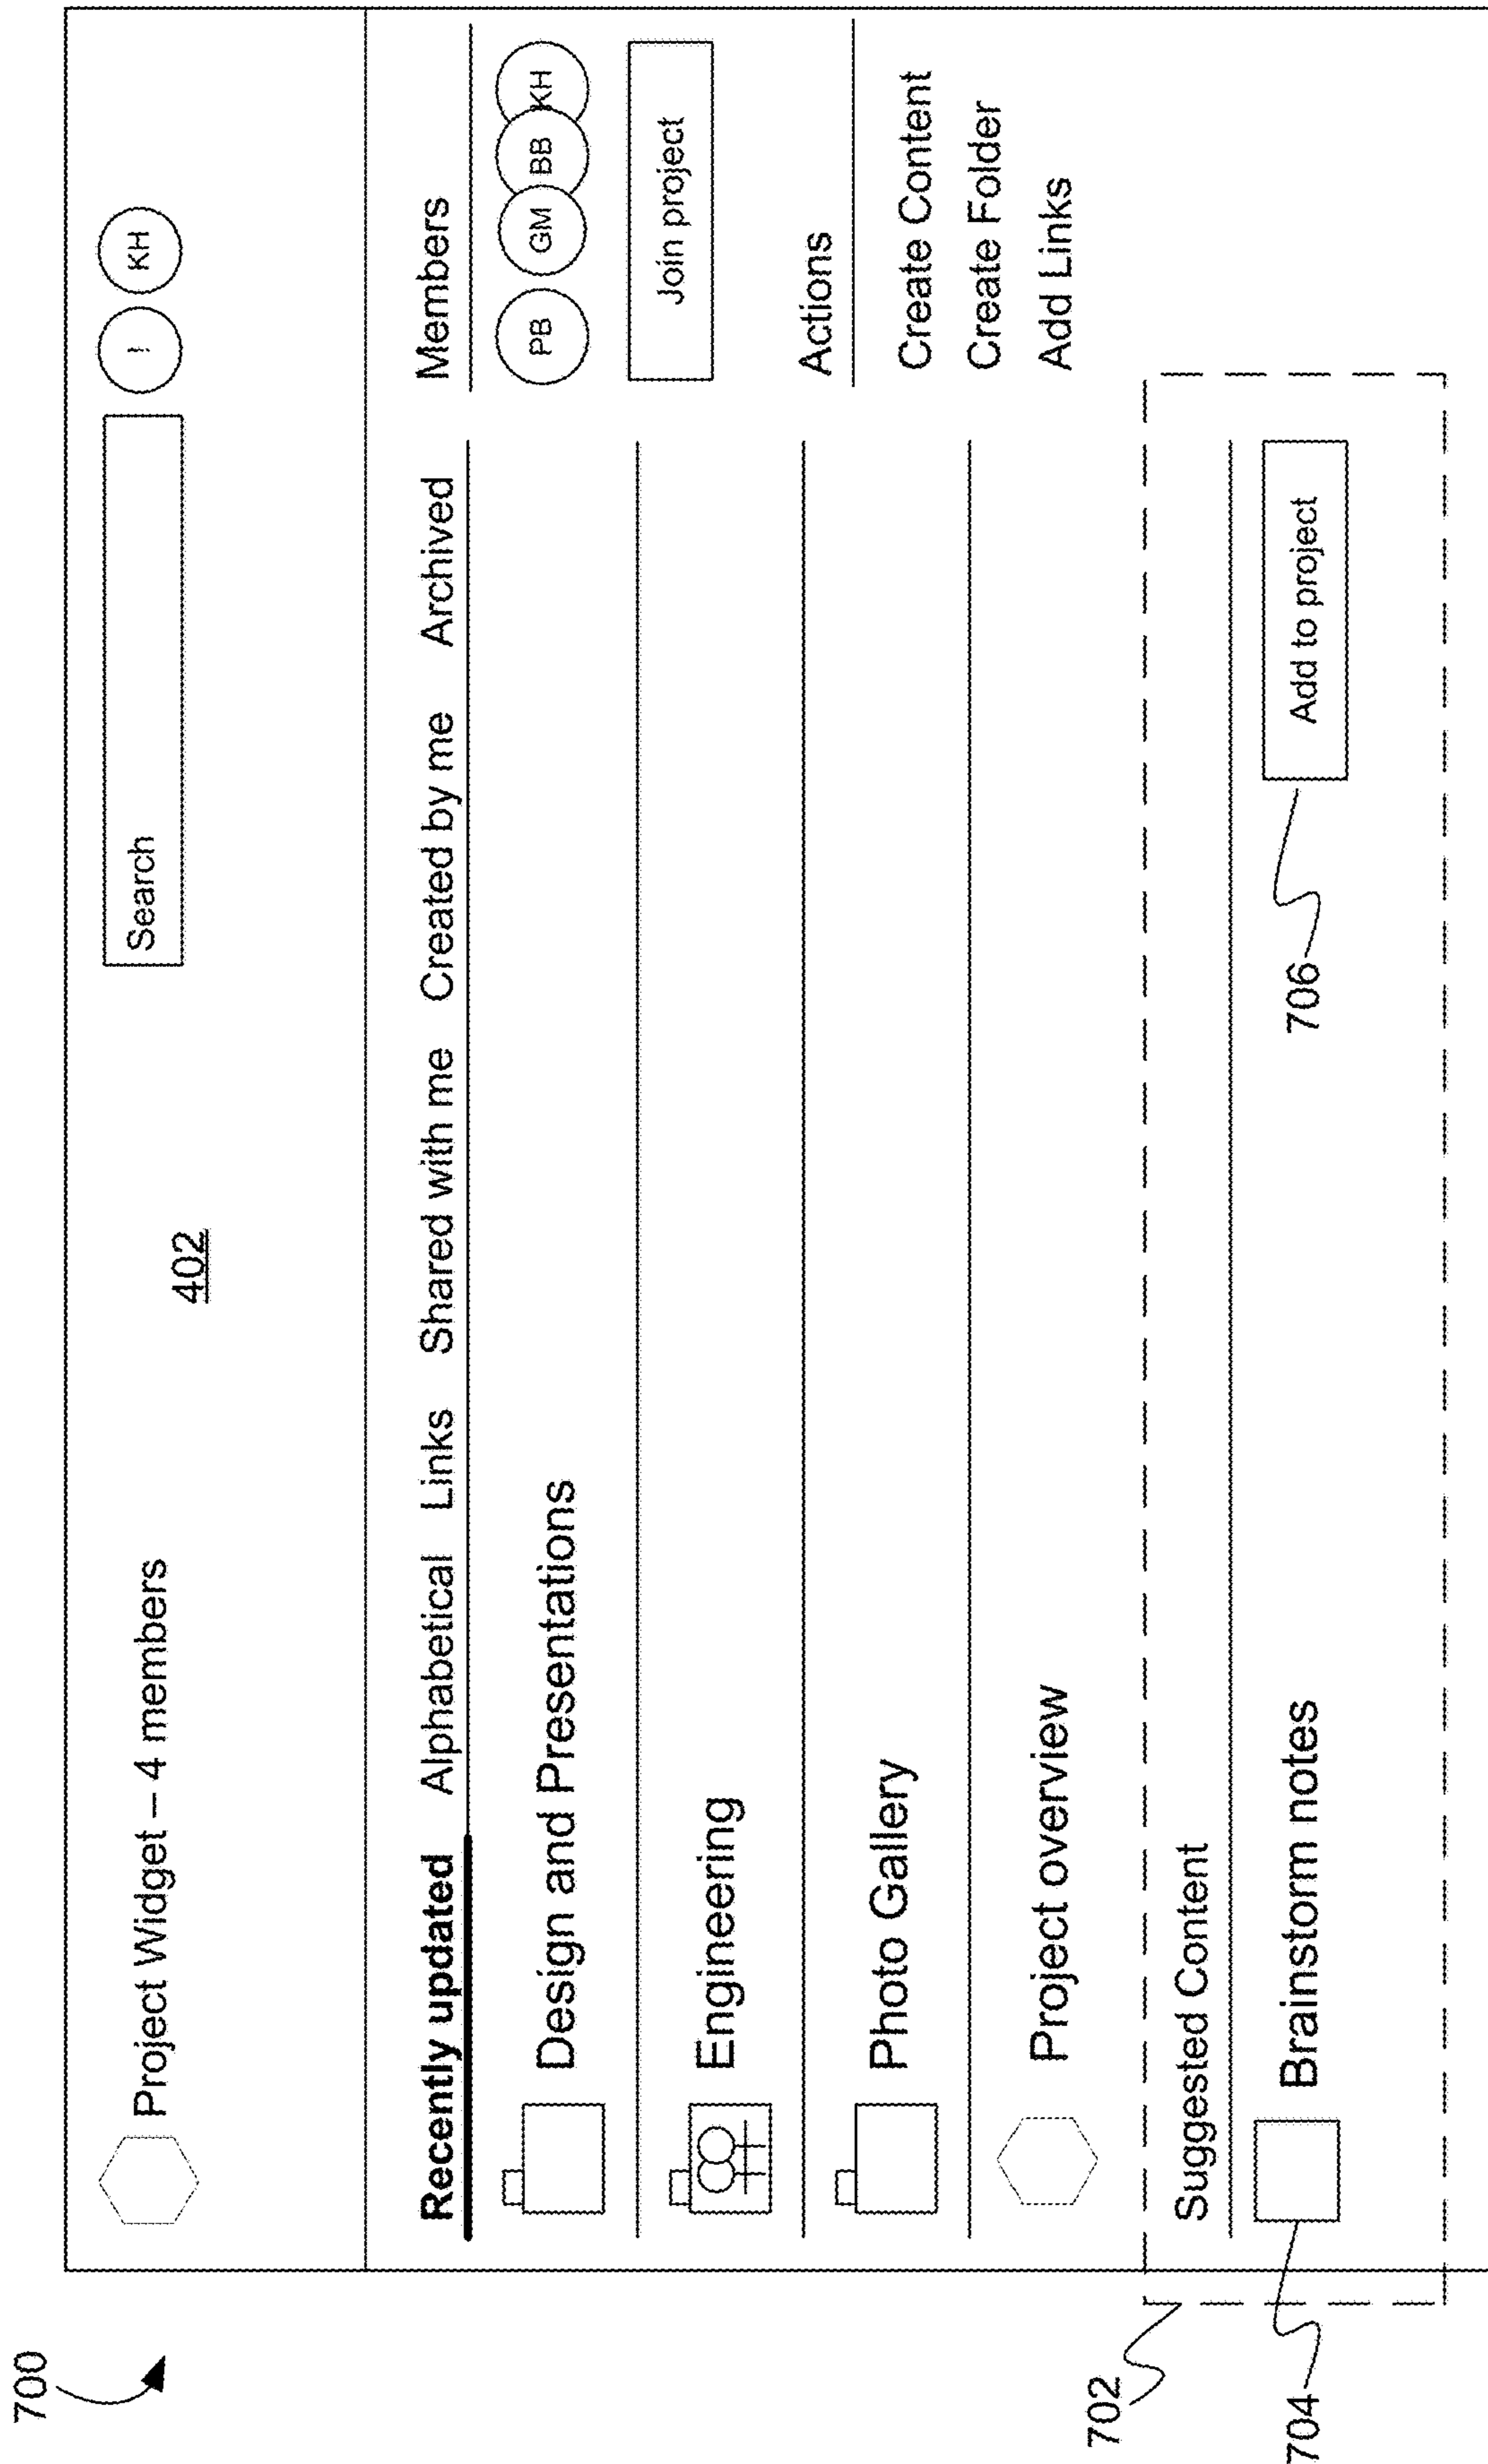 700
Project Widget – 4 members
Search
! KH
402
Recently updated Alphabetical Links Shared with me Created by me Archived
Members
Design and Presentations
PB GM BB KH
Join project
Engineering
Actions
Photo Gallery
Create Content
Create Folder
Project overview
Add Links
702
Suggested Content
704
Brainstorm notes
706
Add to project